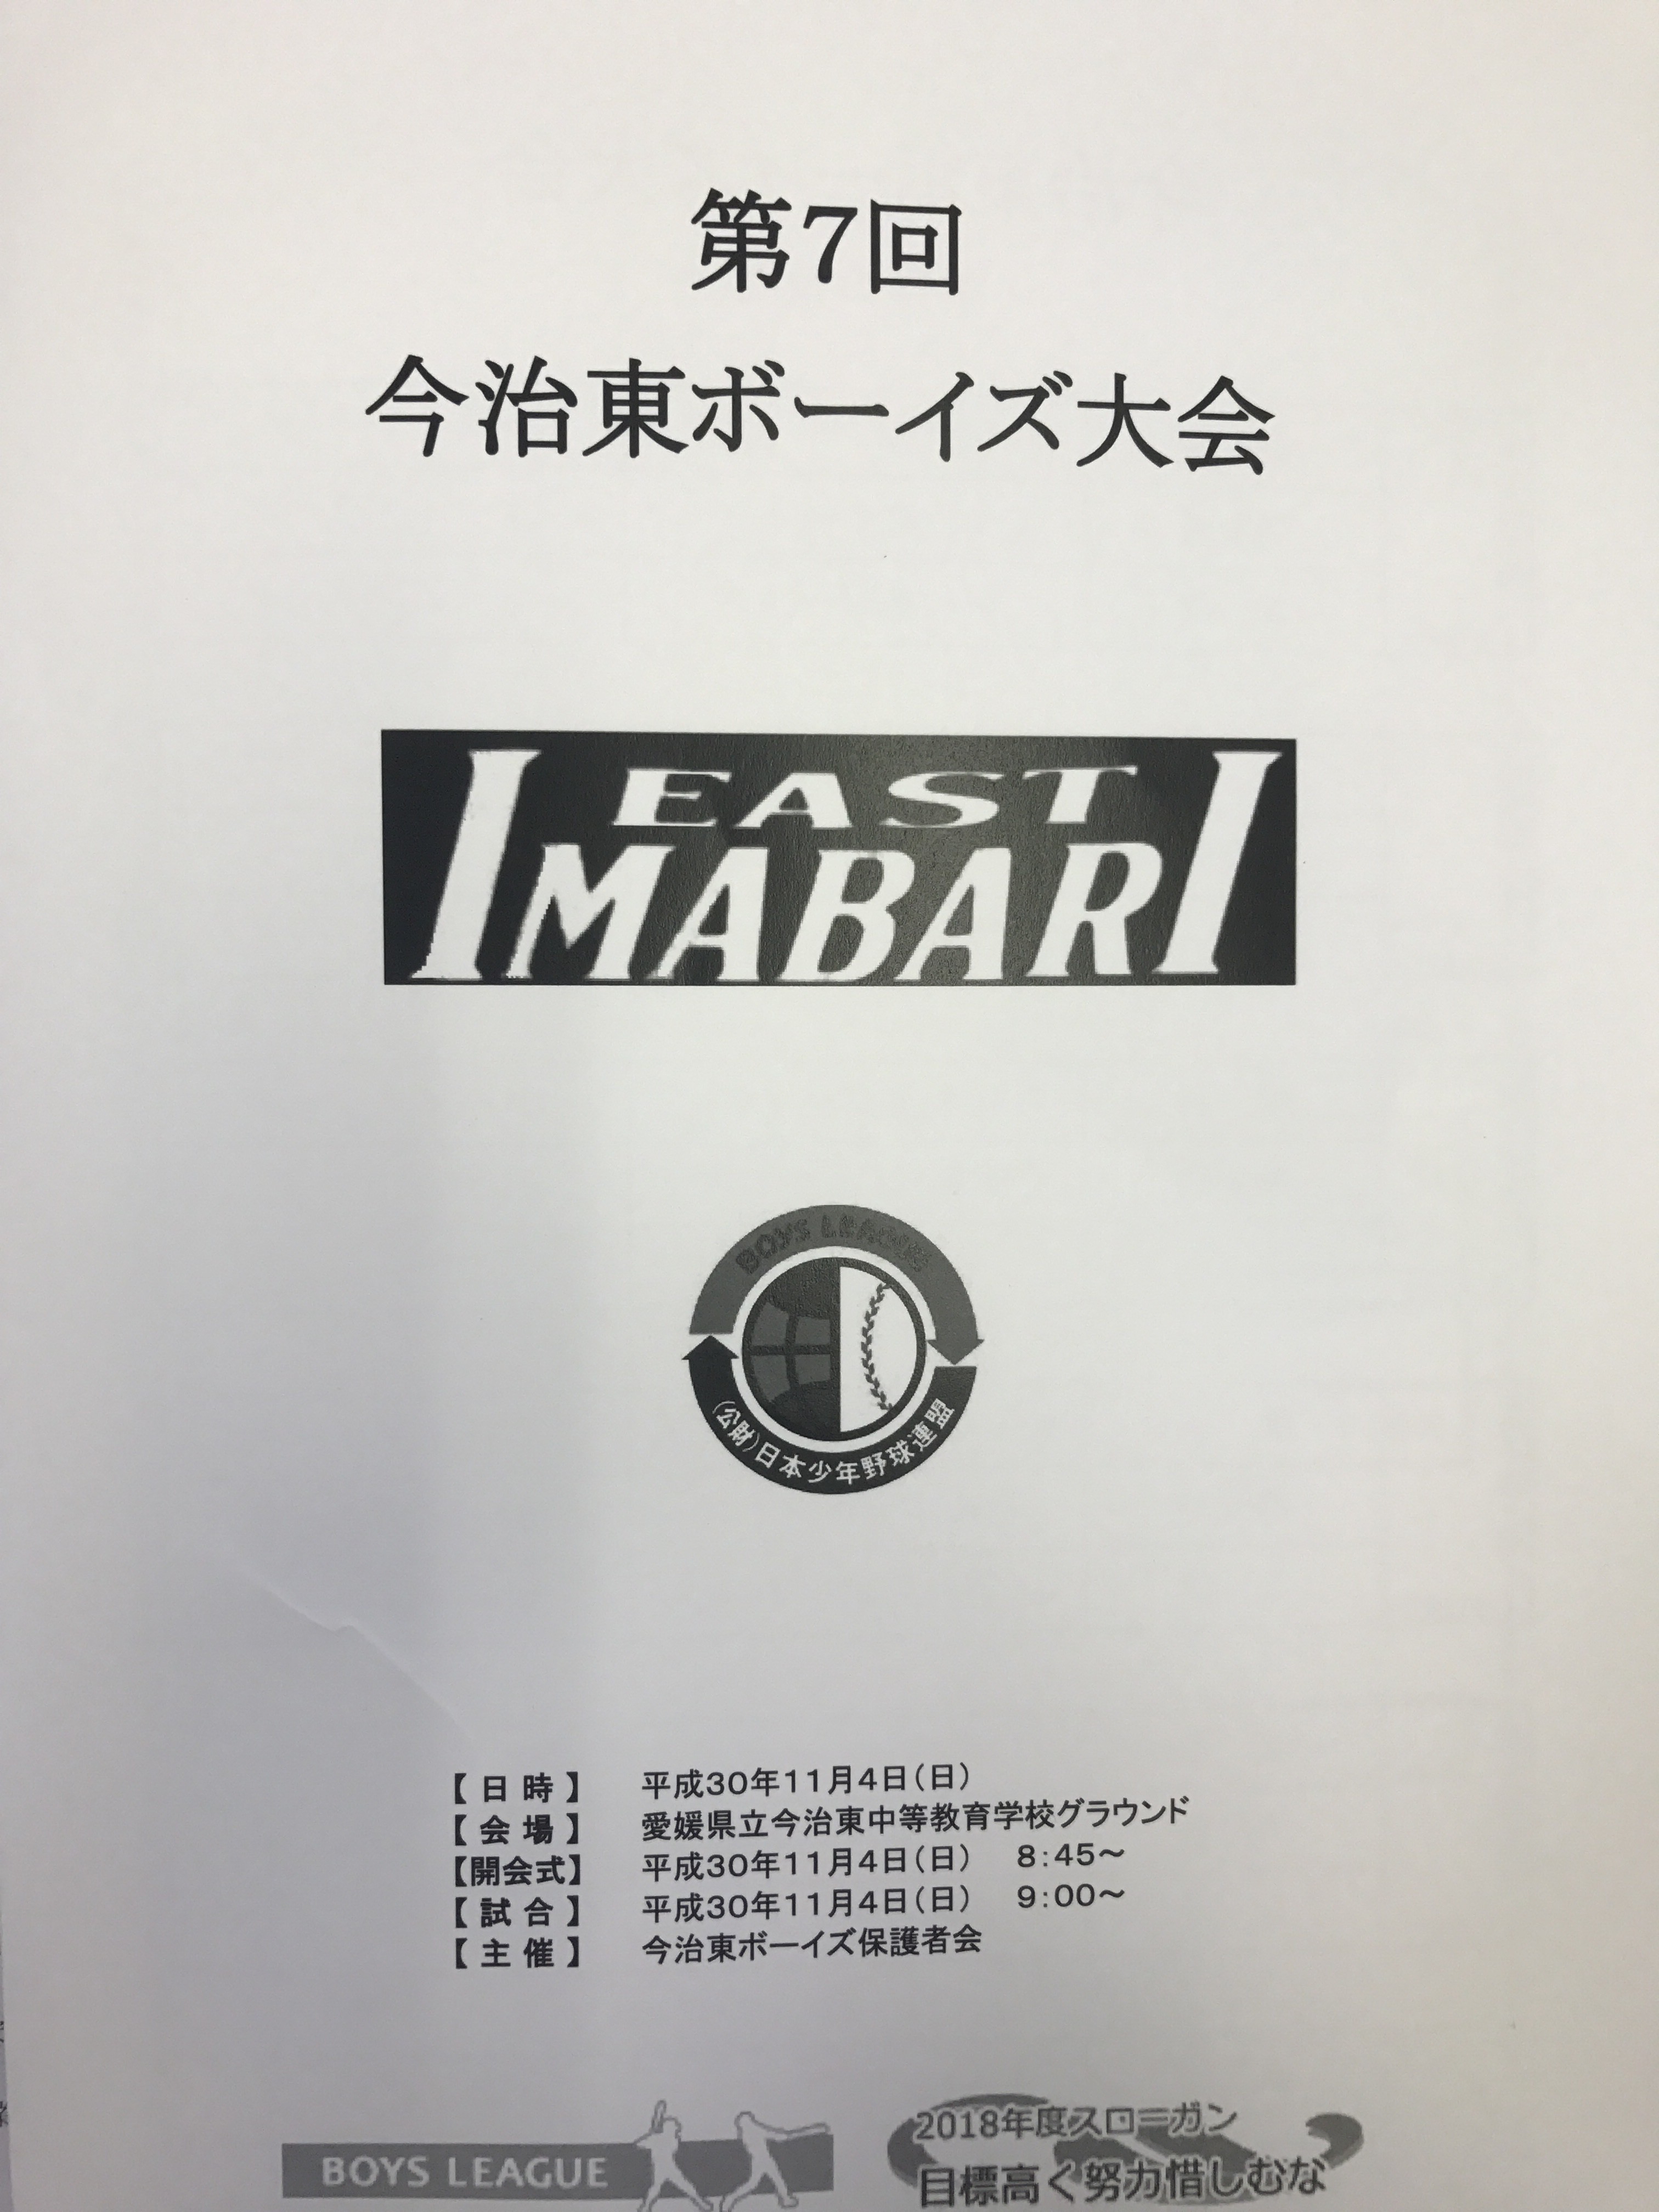 第7回
今治東ボーイズ大会
EAST
IMABARI
BOYS LEAGUE
(公財)日本少年野球連盟
【 日 時 】 平成30年11月4日(日)
【 会 場 】 愛媛県立今治東中等教育学校グラウンド
【開会式】 平成30年11月4日(日) 8:45～
【 試 合 】 平成30年11月4日(日) 9:00～
【 主 催 】 今治東ボーイズ保護者会
BOYS LEAGUE
2018年度スローガン
目標高く努力惜しむな